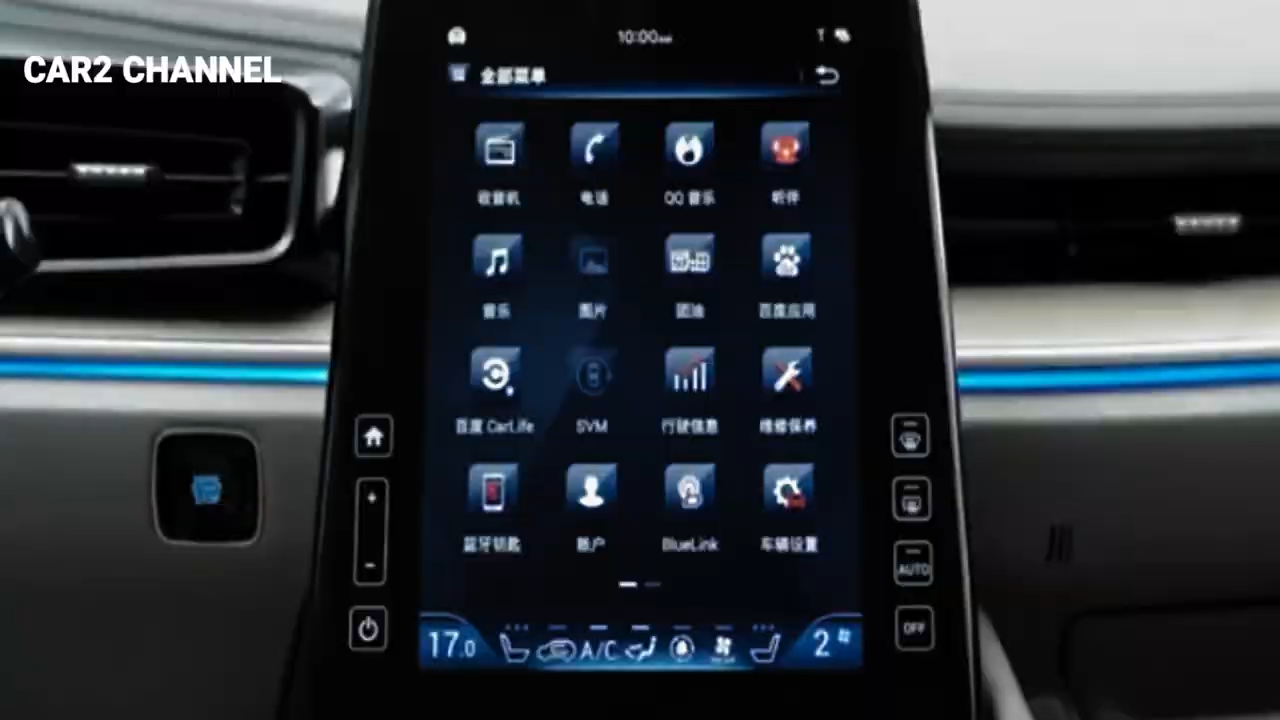 CAR2 CHANNEL
10:00
全部菜单
收音机 电话 QQ 音乐 听伴
音乐 图片 团油 百度应用
百度 CarLife SVM 行驶信息 维修保养
蓝牙钥匙 账户 BlueLink 车辆设置
+
-
AUTO
OFF
17.0 A/C 2